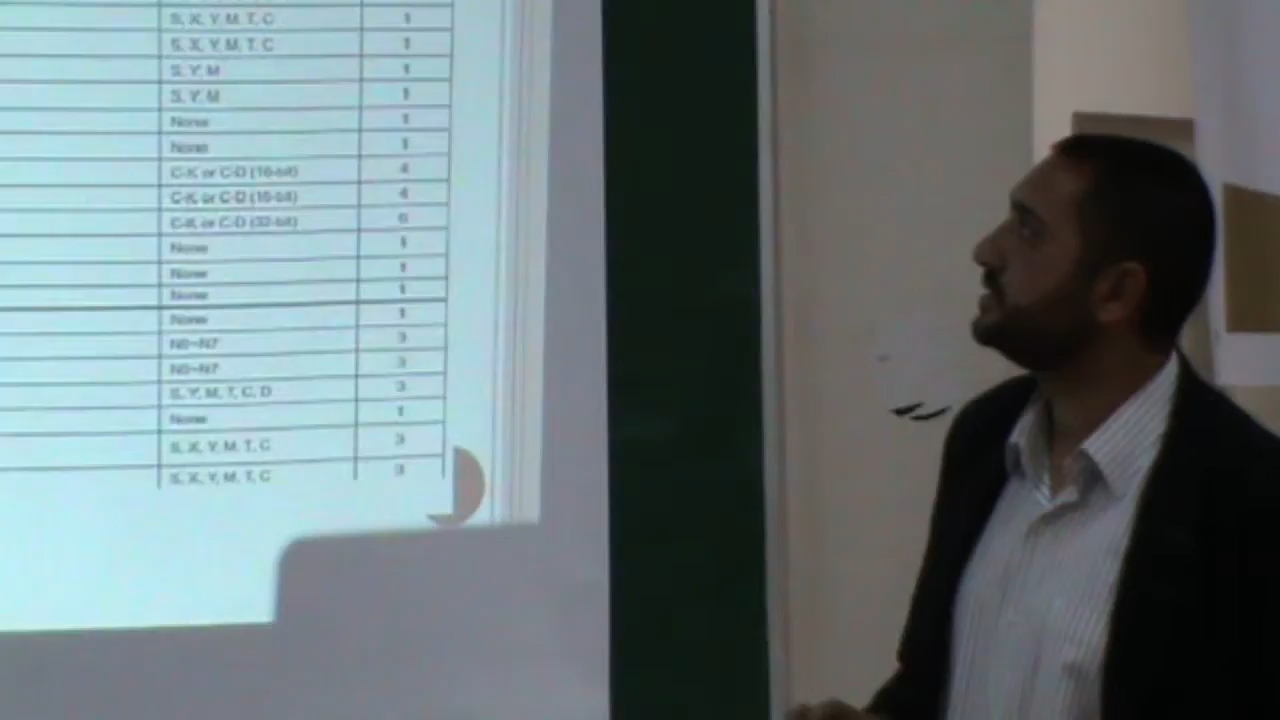 S, X, Y, M, T, C 1
S, X, Y, M, T, C 1
S, Y, M 1
S, Y, M 1
None 1
None 1
C-K or C-D (16-bit) 4
C-K, or C-D (16-bit) 4
C-K, or C-D (32-bit) 6
None 1
None 1
None 1
None 1
N0~N7 3
N0~N7 3
S, Y, M, T, C, D 3
None 1
S, X, Y, M, T, C 3
S, X, Y, M, T, C 3